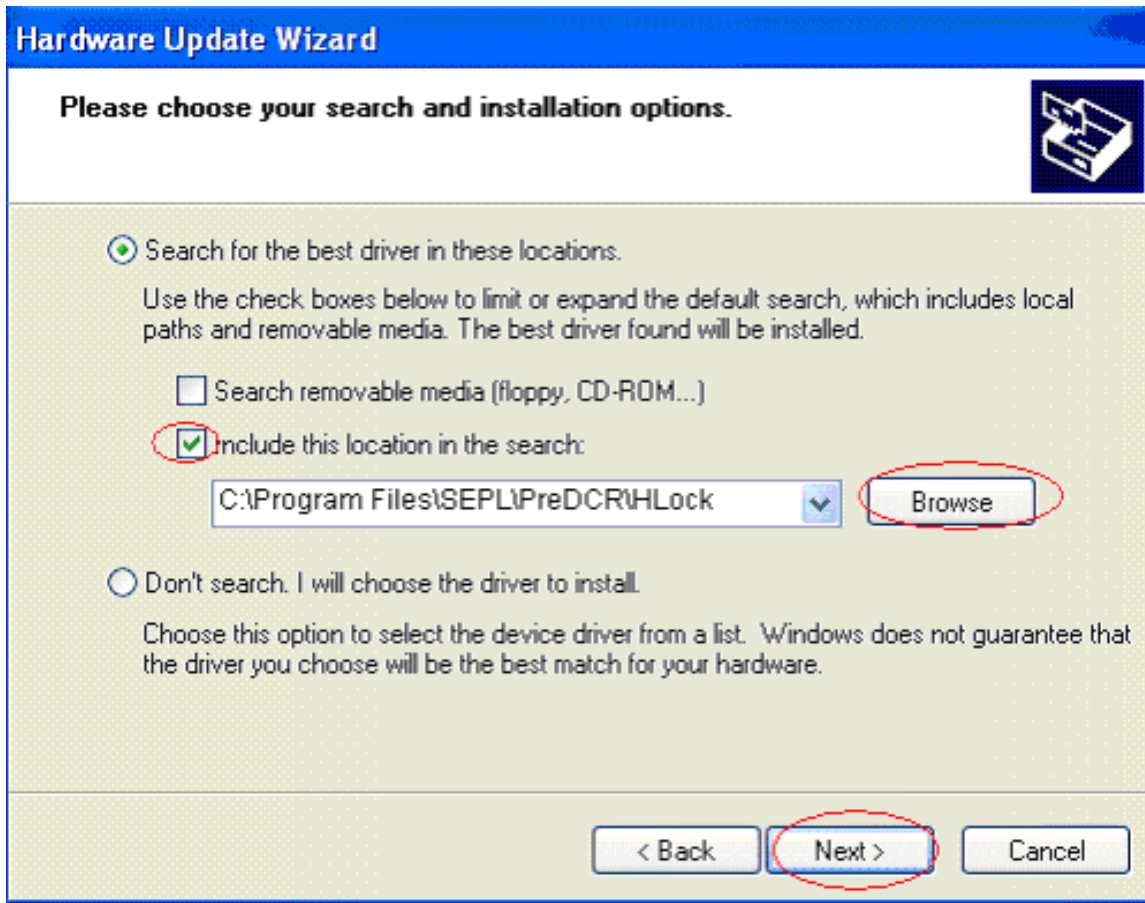 Hardware Update Wizard
Please choose your search and installation options.
Search for the best driver in these locations.
Use the check boxes below to limit or expand the default search, which includes local
paths and removable media. The best driver found will be installed.
Search removable media (floppy, CD-ROM...)
Include this location in the search:
C:\Program Files\SEPL\PreDCR\HLock
Browse
Don't search. I will choose the driver to install.
Choose this option to select the device driver from a list. Windows does not guarantee that
the driver you choose will be the best match for your hardware.
< Back
Next >
Cancel